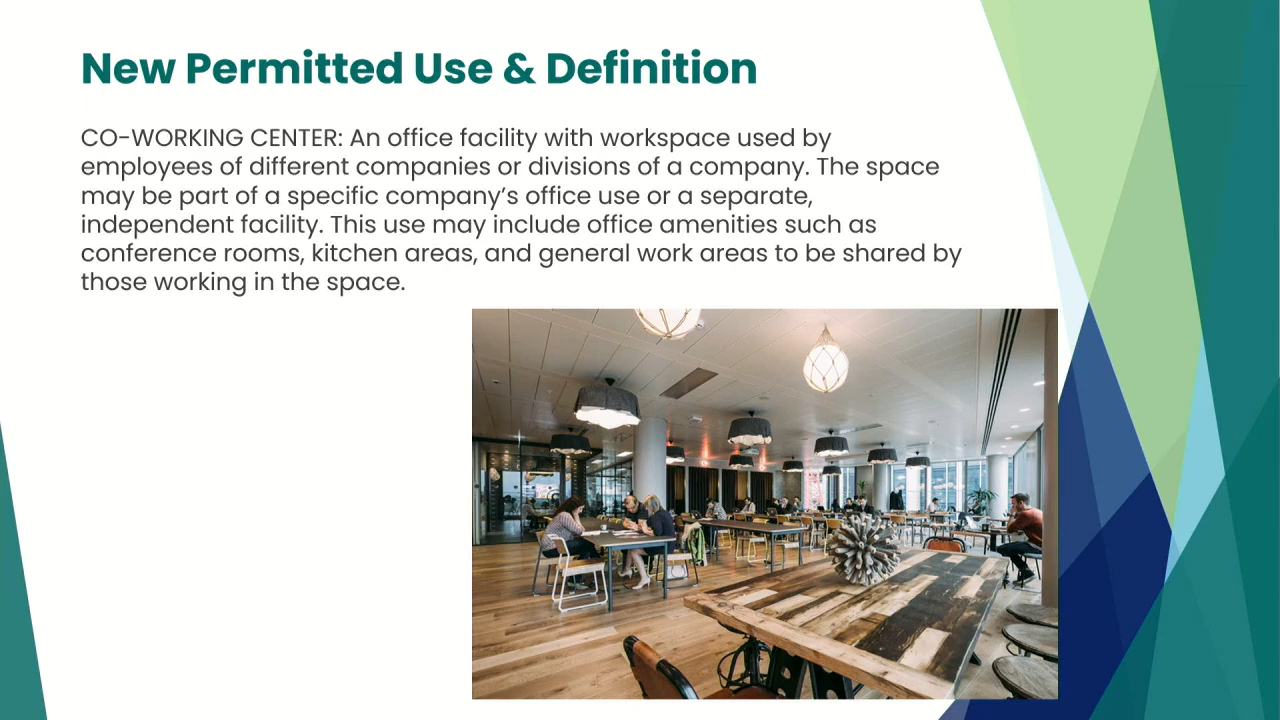 New Permitted Use & Definition
CO-WORKING CENTER: An office facility with workspace used by
employees of different companies or divisions of a company. The space
may be part of a specific company’s office use or a separate,
independent facility. This use may include office amenities such as
conference rooms, kitchen areas, and general work areas to be shared by
those working in the space.